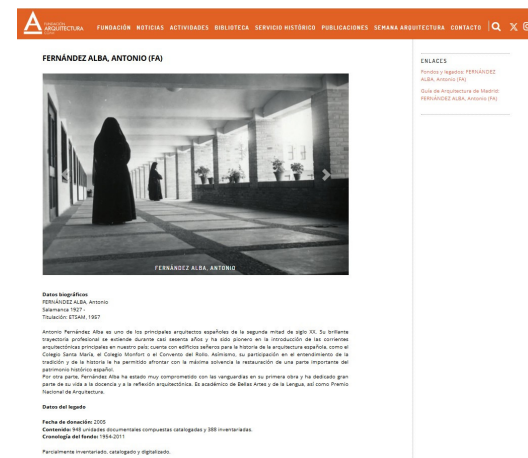 FUNDACIÓN ARQUITECTURA
FUNDACIÓN NOTICIAS ACTIVIDADES BIBLIOTECA SERVICIO HISTÓRICO PUBLICACIONES SEMANA ARQUITECTURA CONTACTO
FERNÁNDEZ ALBA, ANTONIO (FA)
FERNÁNDEZ ALBA, ANTONIO
Datos biográficos
FERNÁNDEZ ALBA, Antonio
Salamanca 1927 -
Titulación: ETSAM, 1957
Antonio Fernández Alba es uno de los principales arquitectos españoles de la segunda mitad de siglo XX. Su brillante
trayectoria profesional se extiende durante casi sesenta años y ha sido pionero en la introducción de las corrientes
arquitectónicas principales en nuestro país; cuenta con edificios señeros para la historia de la arquitectura española, como el
Colegio Santa María, el Colegio Monfort o el Convento del Rollo. Asimismo, su participación en el entendimiento de la
tradición y de la historia le ha permitido afrontar con la máxima solvencia la restauración de una parte importante del
patrimonio histórico español.
Por otra parte, Fernández Alba ha estado muy comprometido con las vanguardias en su primera obra y ha dedicado gran
parte de su vida a la docencia y a la reflexión arquitectónica. Es académico de Bellas Artes y de la Lengua, así como Premio
Nacional de Arquitectura.
Datos del legado
Fecha de donación: 2005
Contenido: 948 unidades documentales compuestas catalogadas y 388 inventariadas.
Cronología del fondo: 1954-2011
Parcialmente inventariado, catalogado y digitalizado.
ENLACES
Fondos y legados: FERNÁNDEZ
ALBA, Antonio (FA)
Guía de Arquitectura de Madrid:
FERNÁNDEZ ALBA, Antonio (FA)